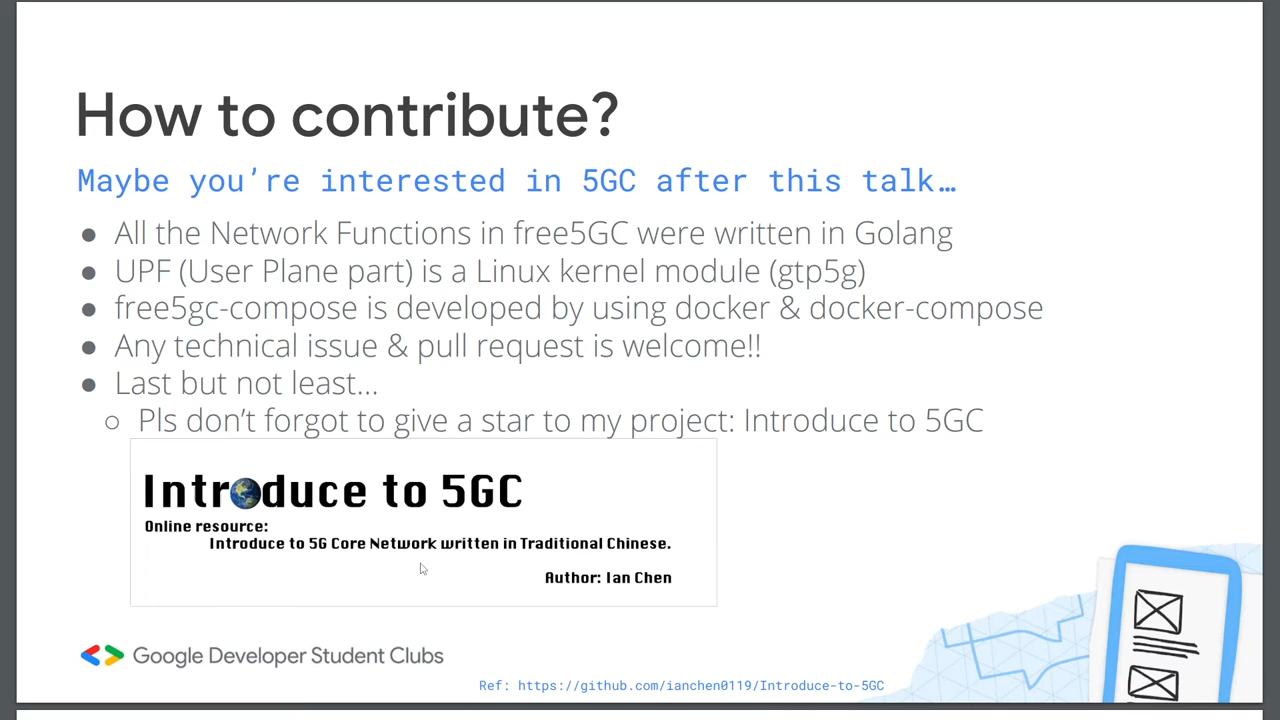 How to contribute?
Maybe you’re interested in 5GC after this talk…
● All the Network Functions in free5GC were written in Golang
● UPF (User Plane part) is a Linux kernel module (gtp5g)
● free5gc-compose is developed by using docker & docker-compose
● Any technical issue & pull request is welcome!!
● Last but not least…
○ Pls don’t forgot to give a star to my project: Introduce to 5GC
Introduce to 5GC
Online resource:
Introduce to 5G Core Network written in Traditional Chinese.
Author: Ian Chen
Google Developer Student Clubs
Ref: https://github.com/ianchen0119/Introduce-to-5GC